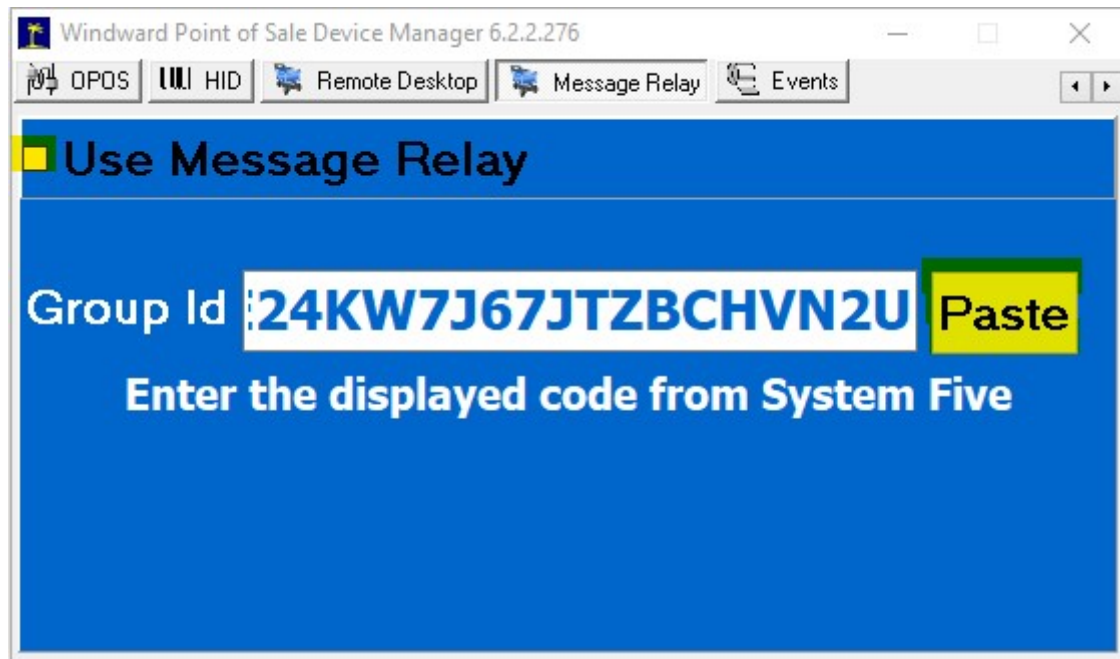 Windward Point of Sale Device Manager 6.2.2.276
OPOS HID Remote Desktop Message Relay Events
Use Message Relay
Group Id :24KW7J67JTZBCHVN2U Paste
Enter the displayed code from System Five